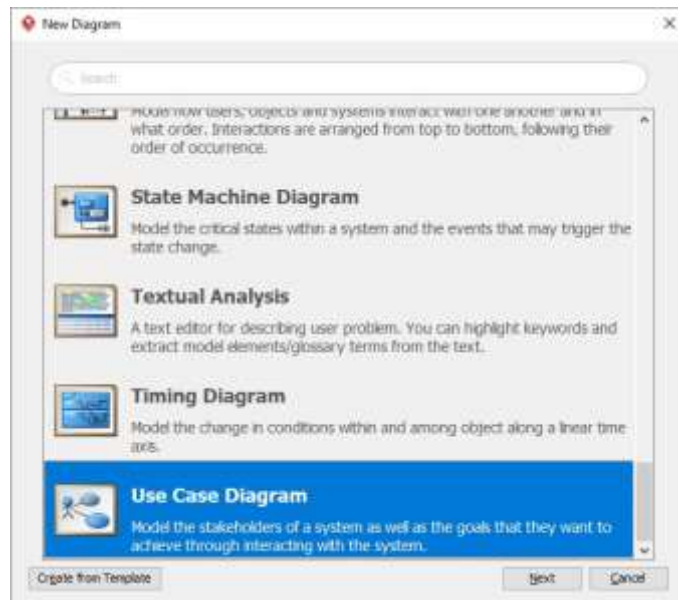 New Diagram
Search
Model how users, objects and systems interact with one another and in
what order. Interactions are arranged from top to bottom, following their
order of occurrence.
State Machine Diagram
Model the critical states within a system and the events that may trigger the
state change.
Textual Analysis
A text editor for describing user problem. You can highlight keywords and
extract model elements/glossary terms from the text.
Timing Diagram
Model the change in conditions within and among object along a linear time
axis.
Use Case Diagram
Model the stakeholders of a system as well as the goals that they want to
achieve through interacting with the system.
Create from Template
Next
Cancel